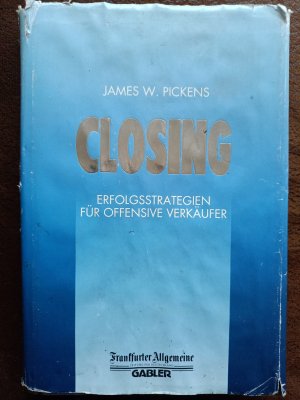 JAMES W. PICKENS
CLOSING
ERFOLGSSTRATEGIEN
FÜR OFFENSIVE VERKÄUFER
Frankfurter Allgemeine
GABLER